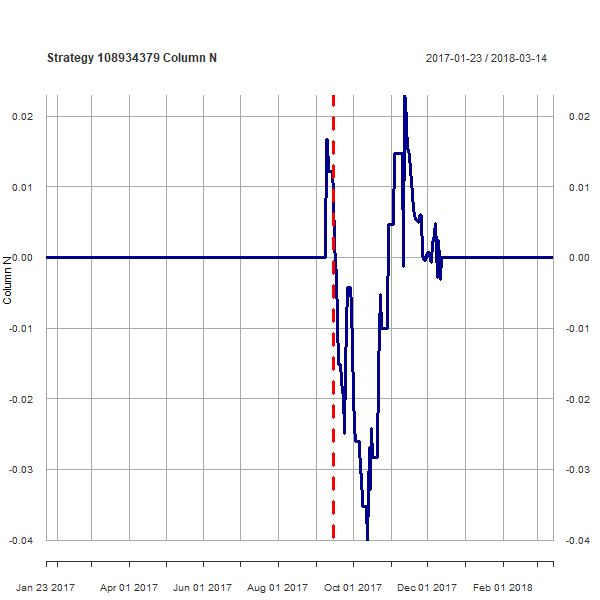 Strategy 108934379 Column N 2017-01-23 / 2018-03-14
0.02 0.02
0.01 0.01
0.00 0.00
Column N
-0.01 -0.01
-0.02 -0.02
-0.03 -0.03
-0.04 -0.04
Jan 23 2017 Apr 01 2017 Jun 01 2017 Aug 01 2017 Oct 01 2017 Dec 01 2017 Feb 01 2018